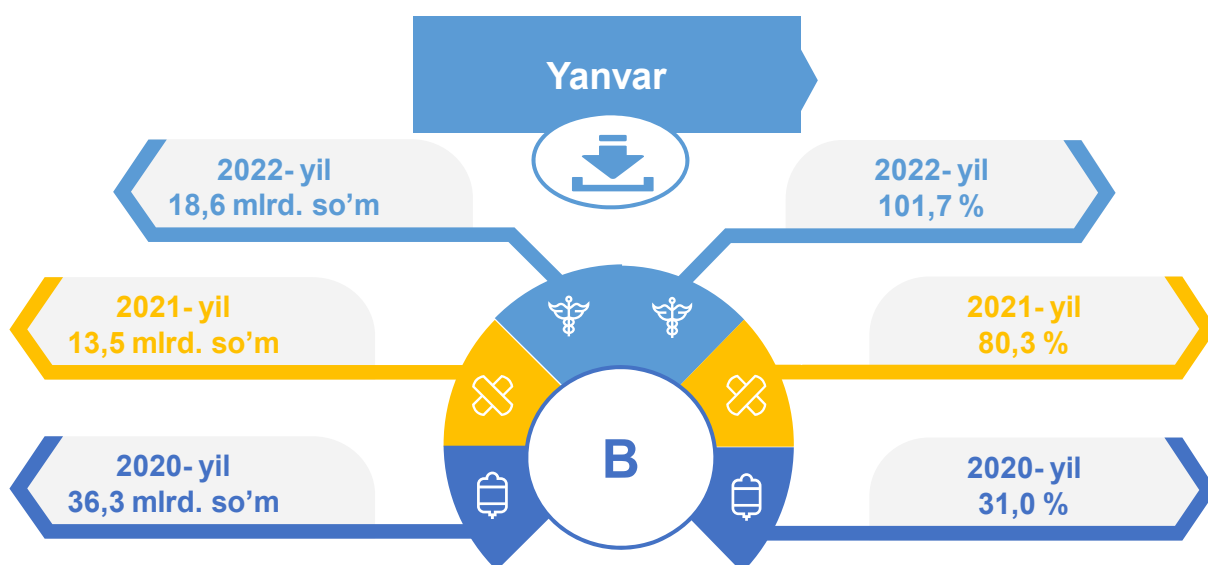 Yanvar
2022- yil
18,6 mlrd. so’m
2022- yil
101,7 %
2021- yil
13,5 mlrd. so’m
2021- yil
80,3 %
B
2020- yil
36,3 mlrd. so’m
2020- yil
31,0 %